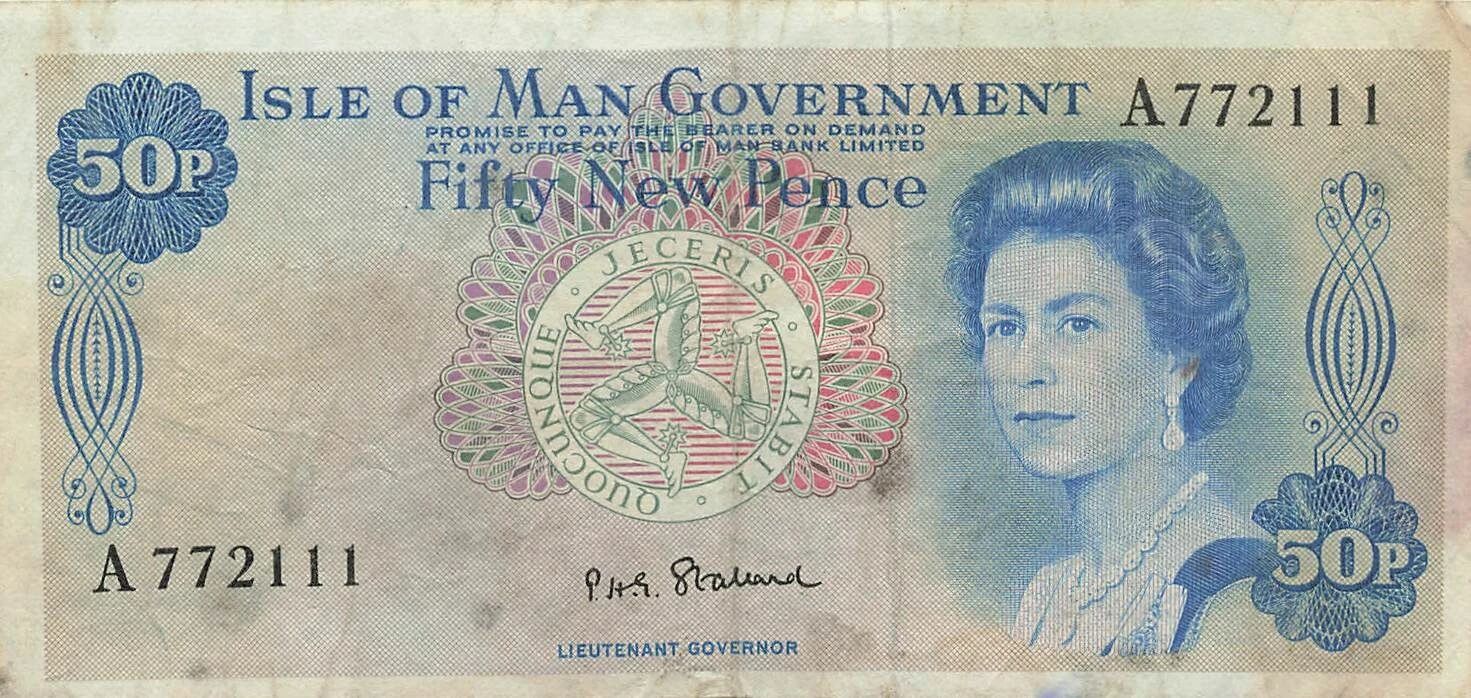 ISLE OF MAN GOVERNMENT
A772111
PROMISE TO PAY THE BEARER ON DEMAND
AT ANY OFFICE OF ISLE OF MAN BANK LIMITED
Fifty New Pence
50P
QUOCUNQUE · JECERIS · STABIT ·
A772111
P.H.G. Stallard
LIEUTENANT GOVERNOR
50P